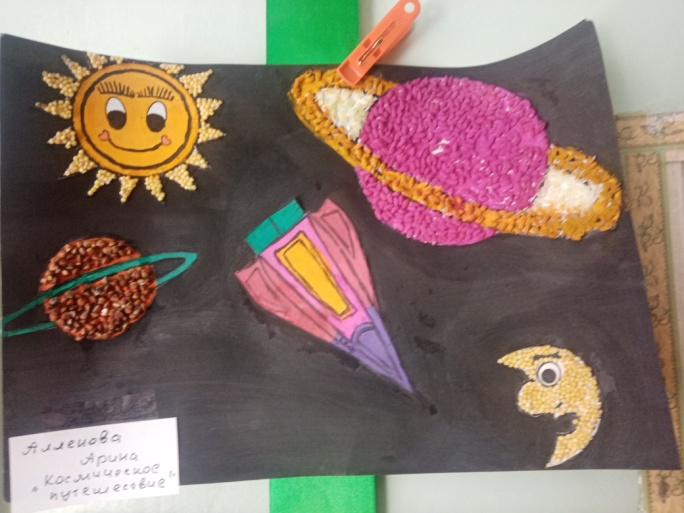 Алленова
Арина
"Космическое
путешествие"